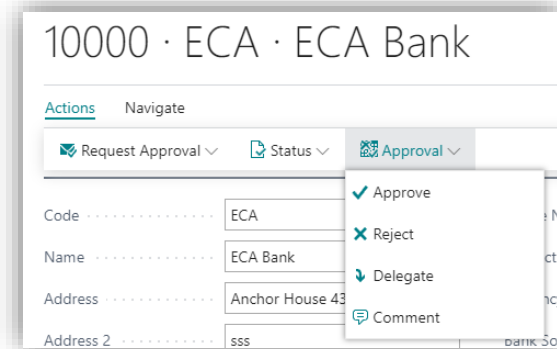 10000 · ECA · ECA Bank
Actions Navigate
Request Approval Status Approval
Approve
Code ECA
Reject
Name ECA Bank
Delegate
Address Anchor House 43
Comment
Address 2 sss